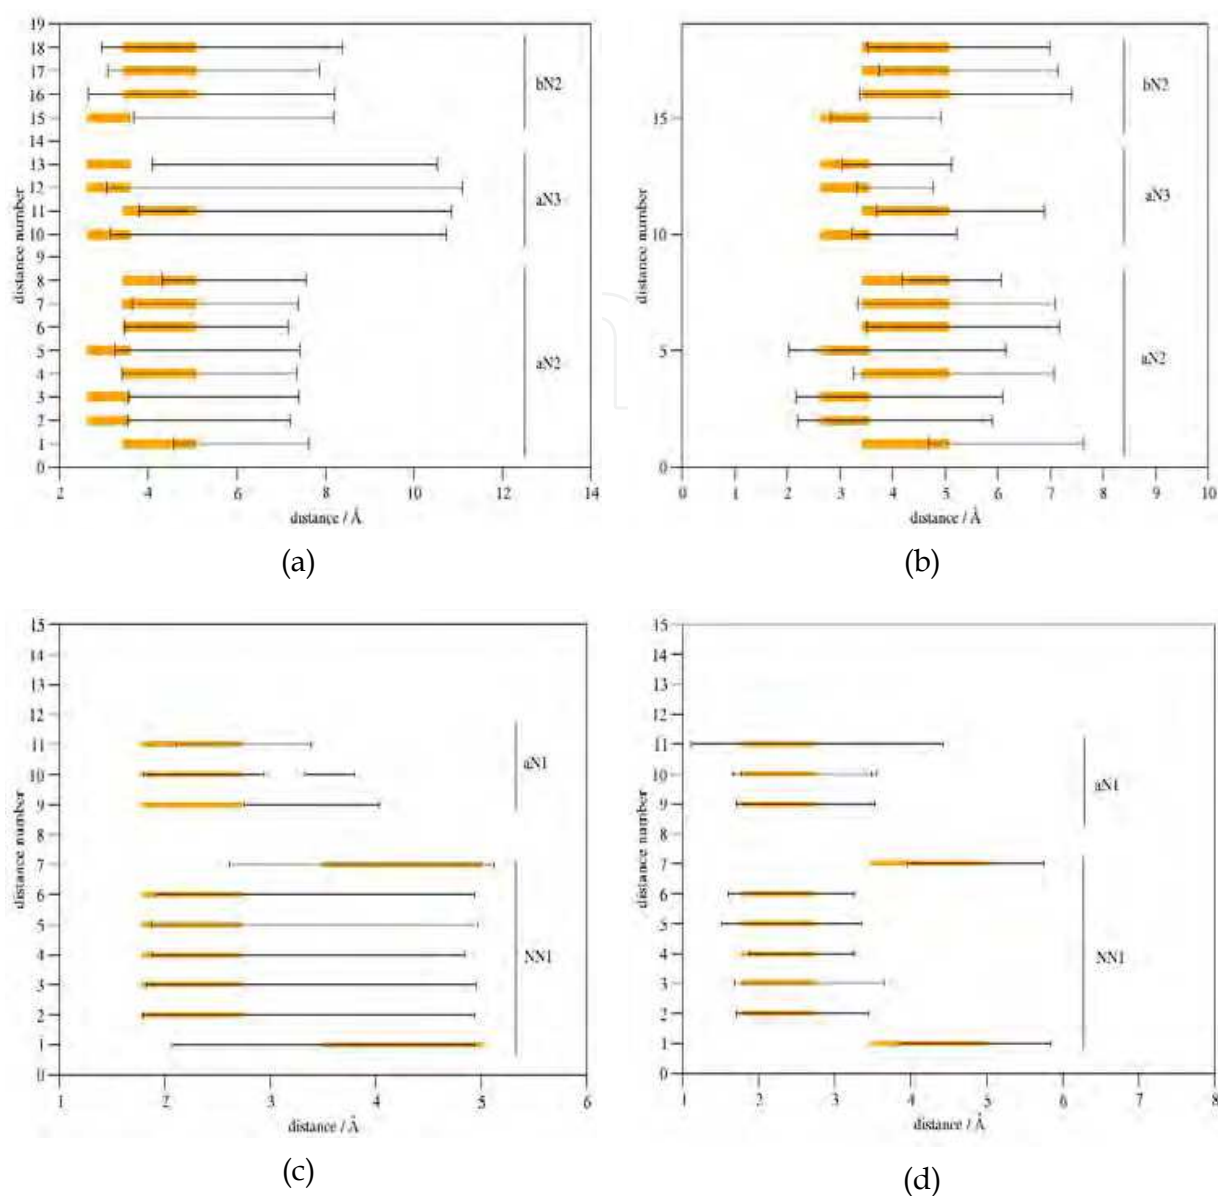 19
18
17
16
15
14
13
12
11
10
9
8
7
6
5
4
3
2
1
0
distance number
bN2
aN3
aN2
2 4 6 8 10 12 14
distance / Å
(a)
15
10
5
0
distance number
bN2
aN3
aN2
0 1 2 3 4 5 6 7 8 9 10
distance / Å
(b)
15
14
13
12
11
10
9
8
7
6
5
4
3
2
1
0
distance number
aN1
NN1
1 2 3 4 5 6
distance / Å
(c)
15
14
13
12
11
10
9
8
7
6
5
4
3
2
1
0
distance number
aN1
NN1
1 2 3 4 5 6 7 8
distance / Å
(d)